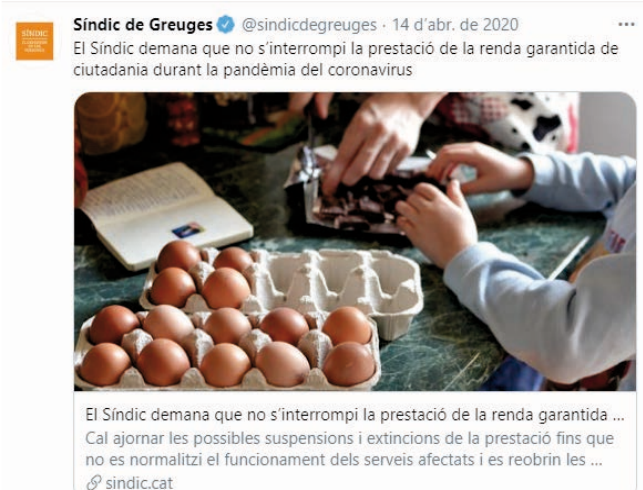 Síndic de Greuges @sindicdegreuges · 14 d'abr. de 2020
El Síndic demana que no s'interrompi la prestació de la renda garantida de
ciutadania durant la pandèmia del coronavirus
El Síndic demana que no s'interrompi la prestació de la renda garantida ...
Cal ajornar les possibles suspensions i extincions de la prestació fins que
no es normalitzi el funcionament dels serveis afectats i es reobrin les ...
sindic.cat